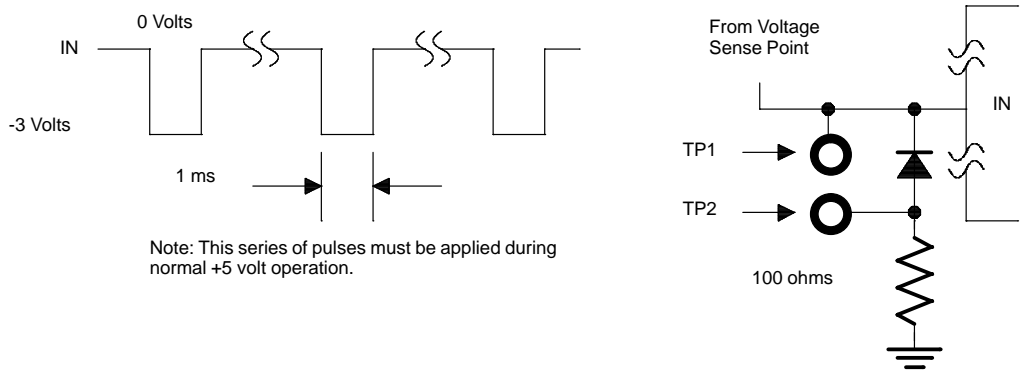 0 Volts
IN
-3 Volts
1 ms
Note: This series of pulses must be applied during
normal +5 volt operation.
From Voltage
Sense Point
IN
TP1
TP2
100 ohms